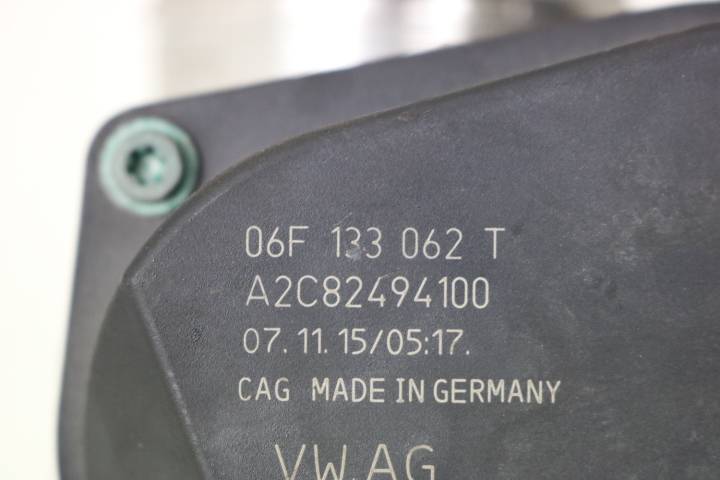 06F 133 062 T
A2C82494100
07.11.15/05:17.
CAG MADE IN GERMANY
VW.AG